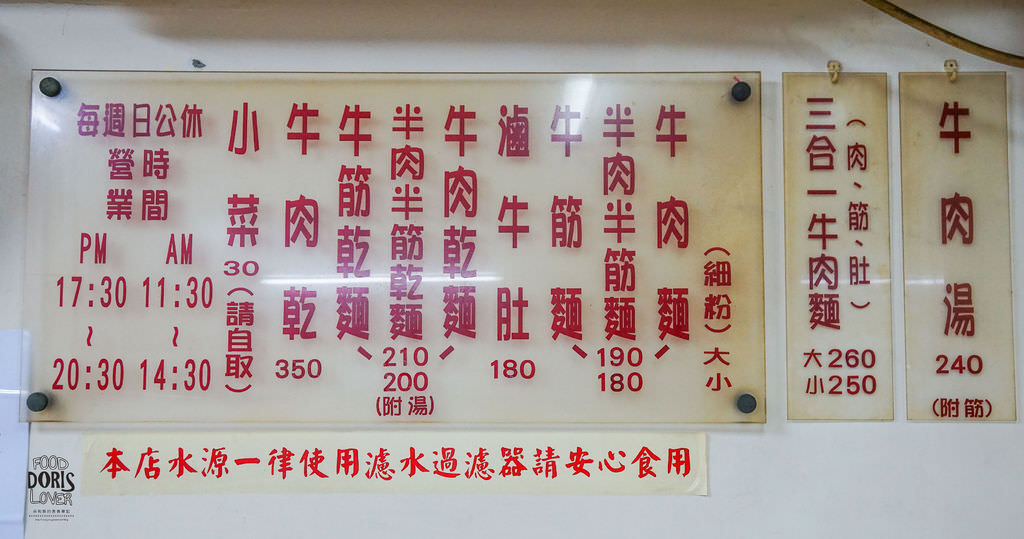 牛肉湯
240
(附筋)
三合一牛肉麵
(肉、筋、肚)
大260
小250
(細粉)大小
牛肉麵、
半肉半筋麵
牛筋麵、
190
180
滷牛肚
180
牛肉乾麵、
半肉半筋乾麵
牛筋乾麵、
210
200
(附湯)
牛肉乾
350
小菜30(請自取)
每週日公休
營業時間
AM
11:30
~
14:30
PM
17:30
~
20:30
本店水源一律使用濾水過濾器請安心食用
FOOD
DORIS
LOVER